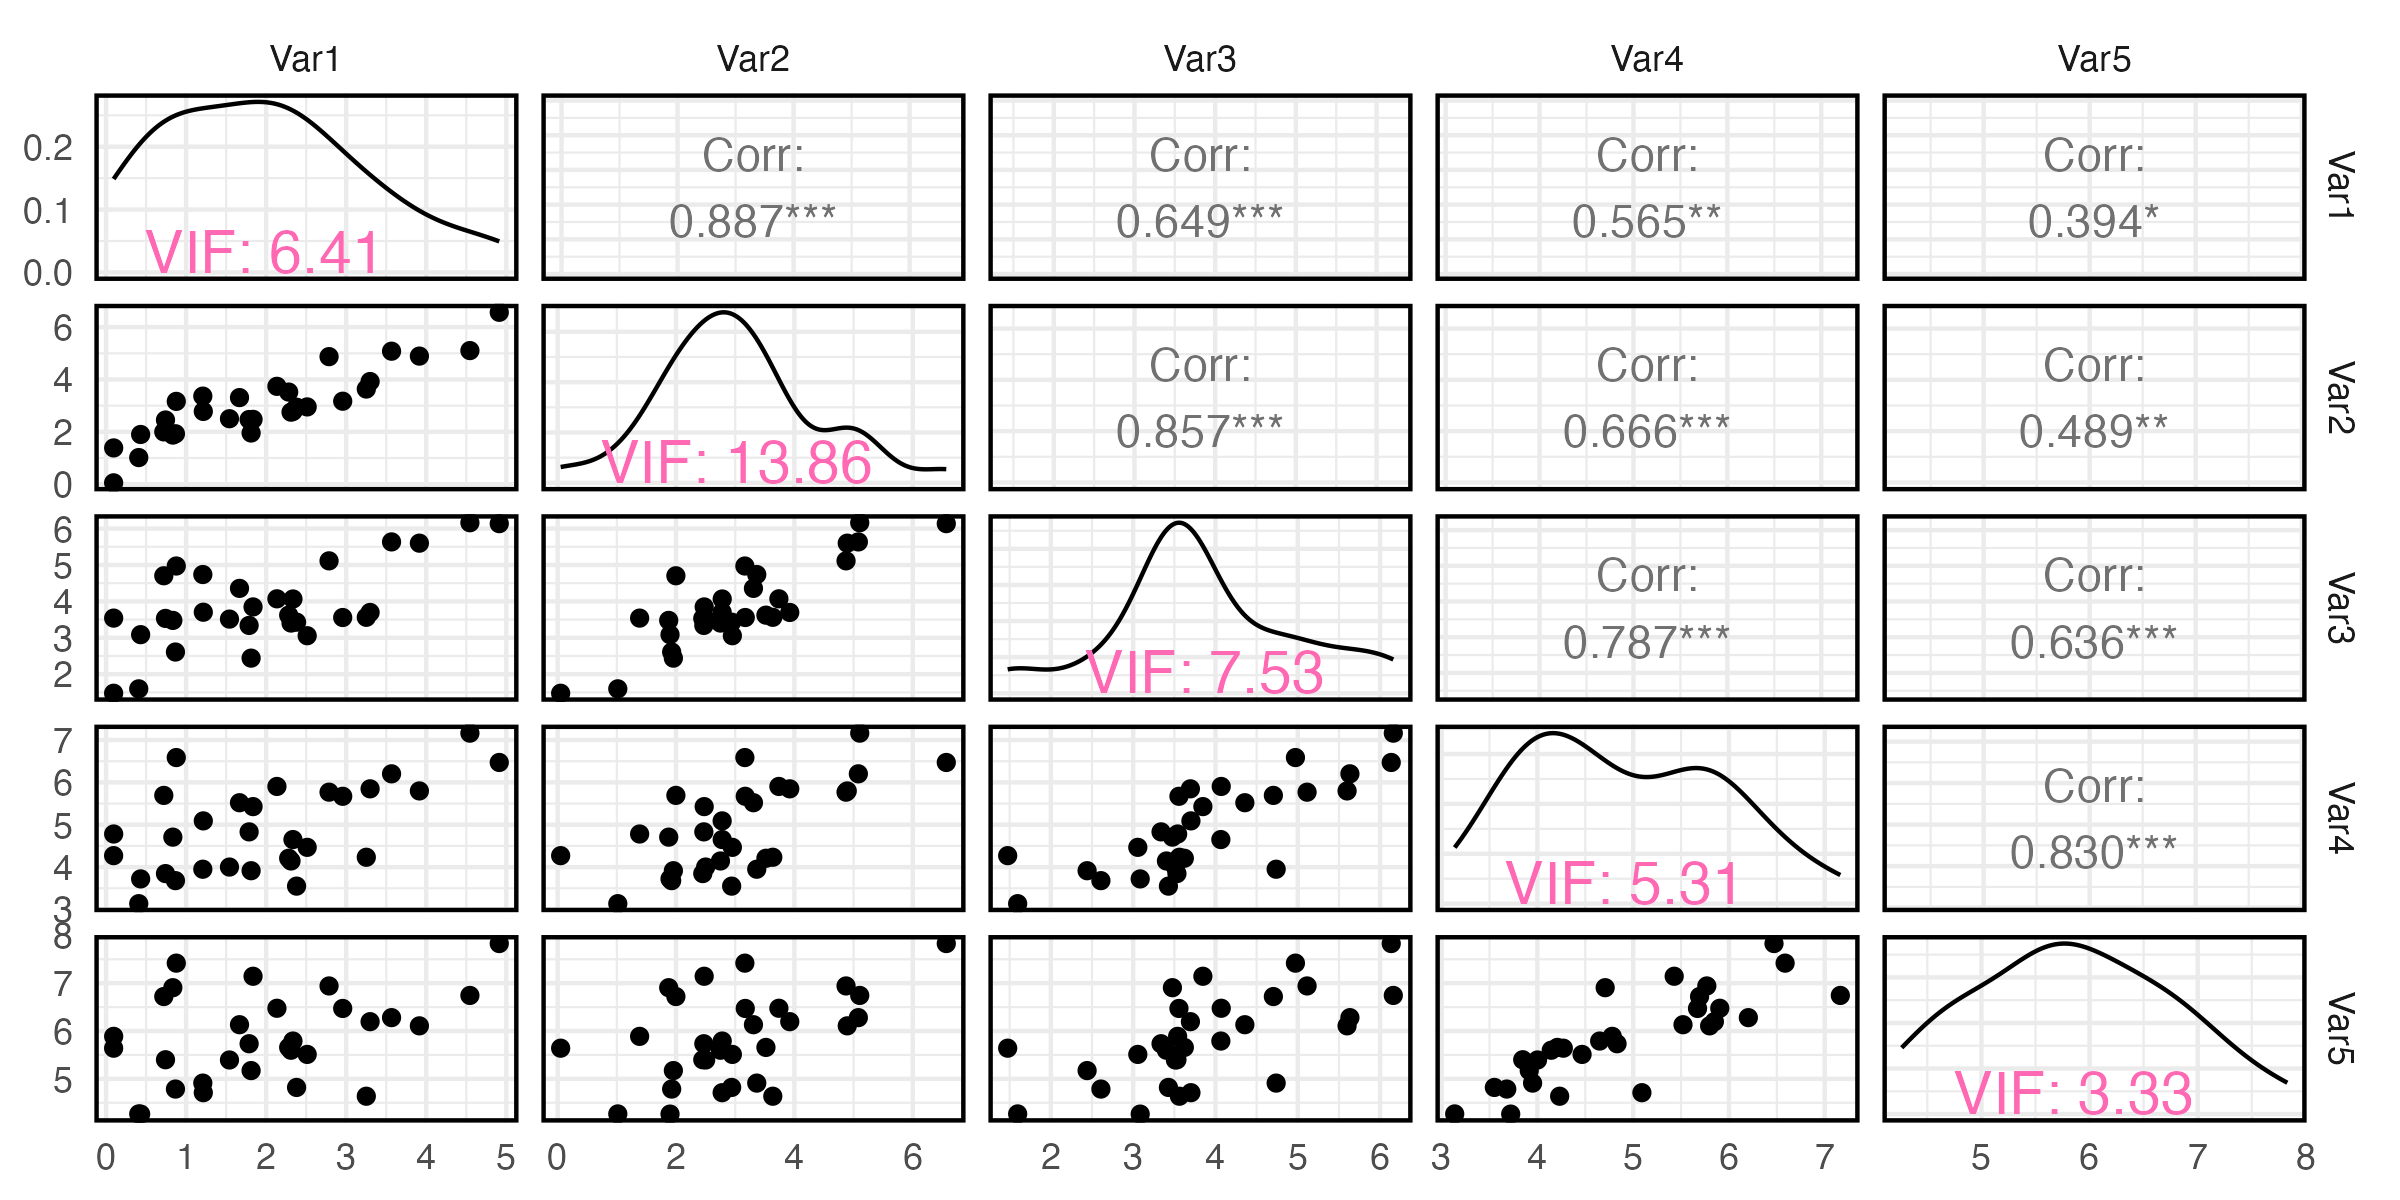 Var1 Var2 Var3 Var4 Var5
0.2
0.1
0.0
VIF: 6.41
Corr:
0.887***
Corr:
0.649***
Corr:
0.565**
Corr:
0.394*
Var1
6
4
2
0
VIF: 13.86
Corr:
0.857***
Corr:
0.666***
Corr:
0.489**
Var2
6
5
4
3
2
VIF: 7.53
Corr:
0.787***
Corr:
0.636***
Var3
7
6
5
4
3
VIF: 5.31
Corr:
0.830***
Var4
8
8
7
6
5
VIF: 3.33
Var5
0 1 2 3 4 5 0 2 4 6 2 3 4 5 6 3 4 5 6 7 5 6 7 8